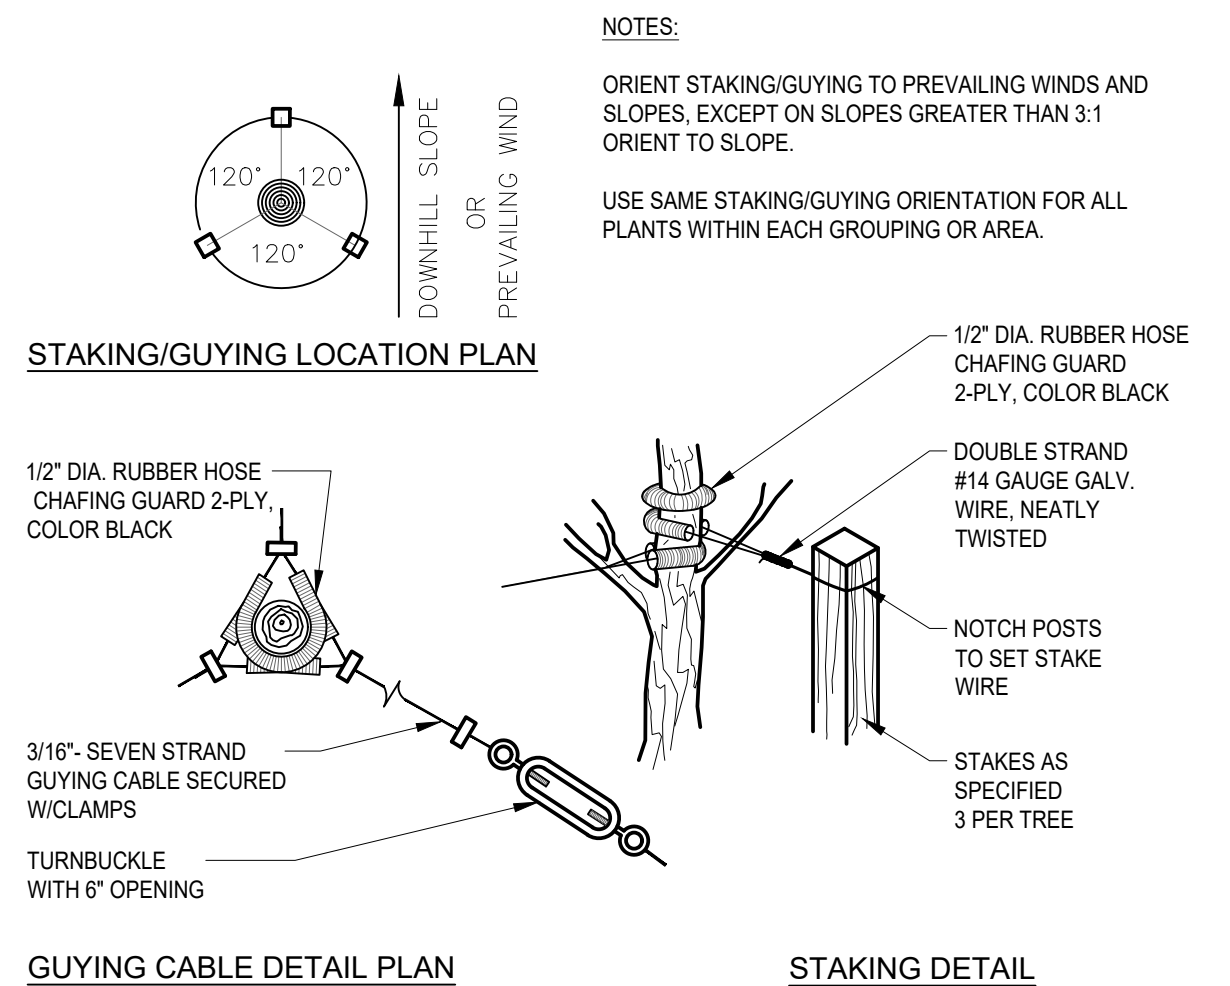 NOTES:
ORIENT STAKING/GUYING TO PREVAILING WINDS AND
SLOPES, EXCEPT ON SLOPES GREATER THAN 3:1
ORIENT TO SLOPE.
USE SAME STAKING/GUYING ORIENTATION FOR ALL
PLANTS WITHIN EACH GROUPING OR AREA.
120°
120°
120°
DOWNHILL SLOPE
OR
PREVAILING WIND
STAKING/GUYING LOCATION PLAN
1/2" DIA. RUBBER HOSE
CHAFING GUARD 2-PLY,
COLOR BLACK
3/16"- SEVEN STRAND
GUYING CABLE SECURED
W/CLAMPS
TURNBUCKLE
WITH 6" OPENING
GUYING CABLE DETAIL PLAN
1/2" DIA. RUBBER HOSE
CHAFING GUARD
2-PLY, COLOR BLACK
DOUBLE STRAND
#14 GAUGE GALV.
WIRE, NEATLY
TWISTED
NOTCH POSTS
TO SET STAKE
WIRE
STAKES AS
SPECIFIED
3 PER TREE
STAKING DETAIL